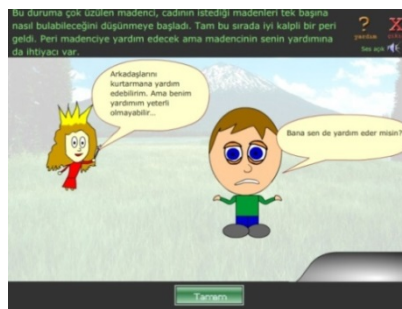 Bu duruma çok üzülen madenci, cadının istediği madenleri tek başına
nasıl bulabileceğini düşünmeye başladı. Tam bu sırada iyi kalpli bir peri
geldi. Peri madenciye yardım edecek ama madencinin senin yardımına
da ihtiyacı var.
?
X
yardım
Ses açık
Arkadaşlarını
kurtarmana yardım
edebilirim. Ama benim
yardımım yeterli
olmayabilir...
Bana sen de yardım eder misin?
Tamam